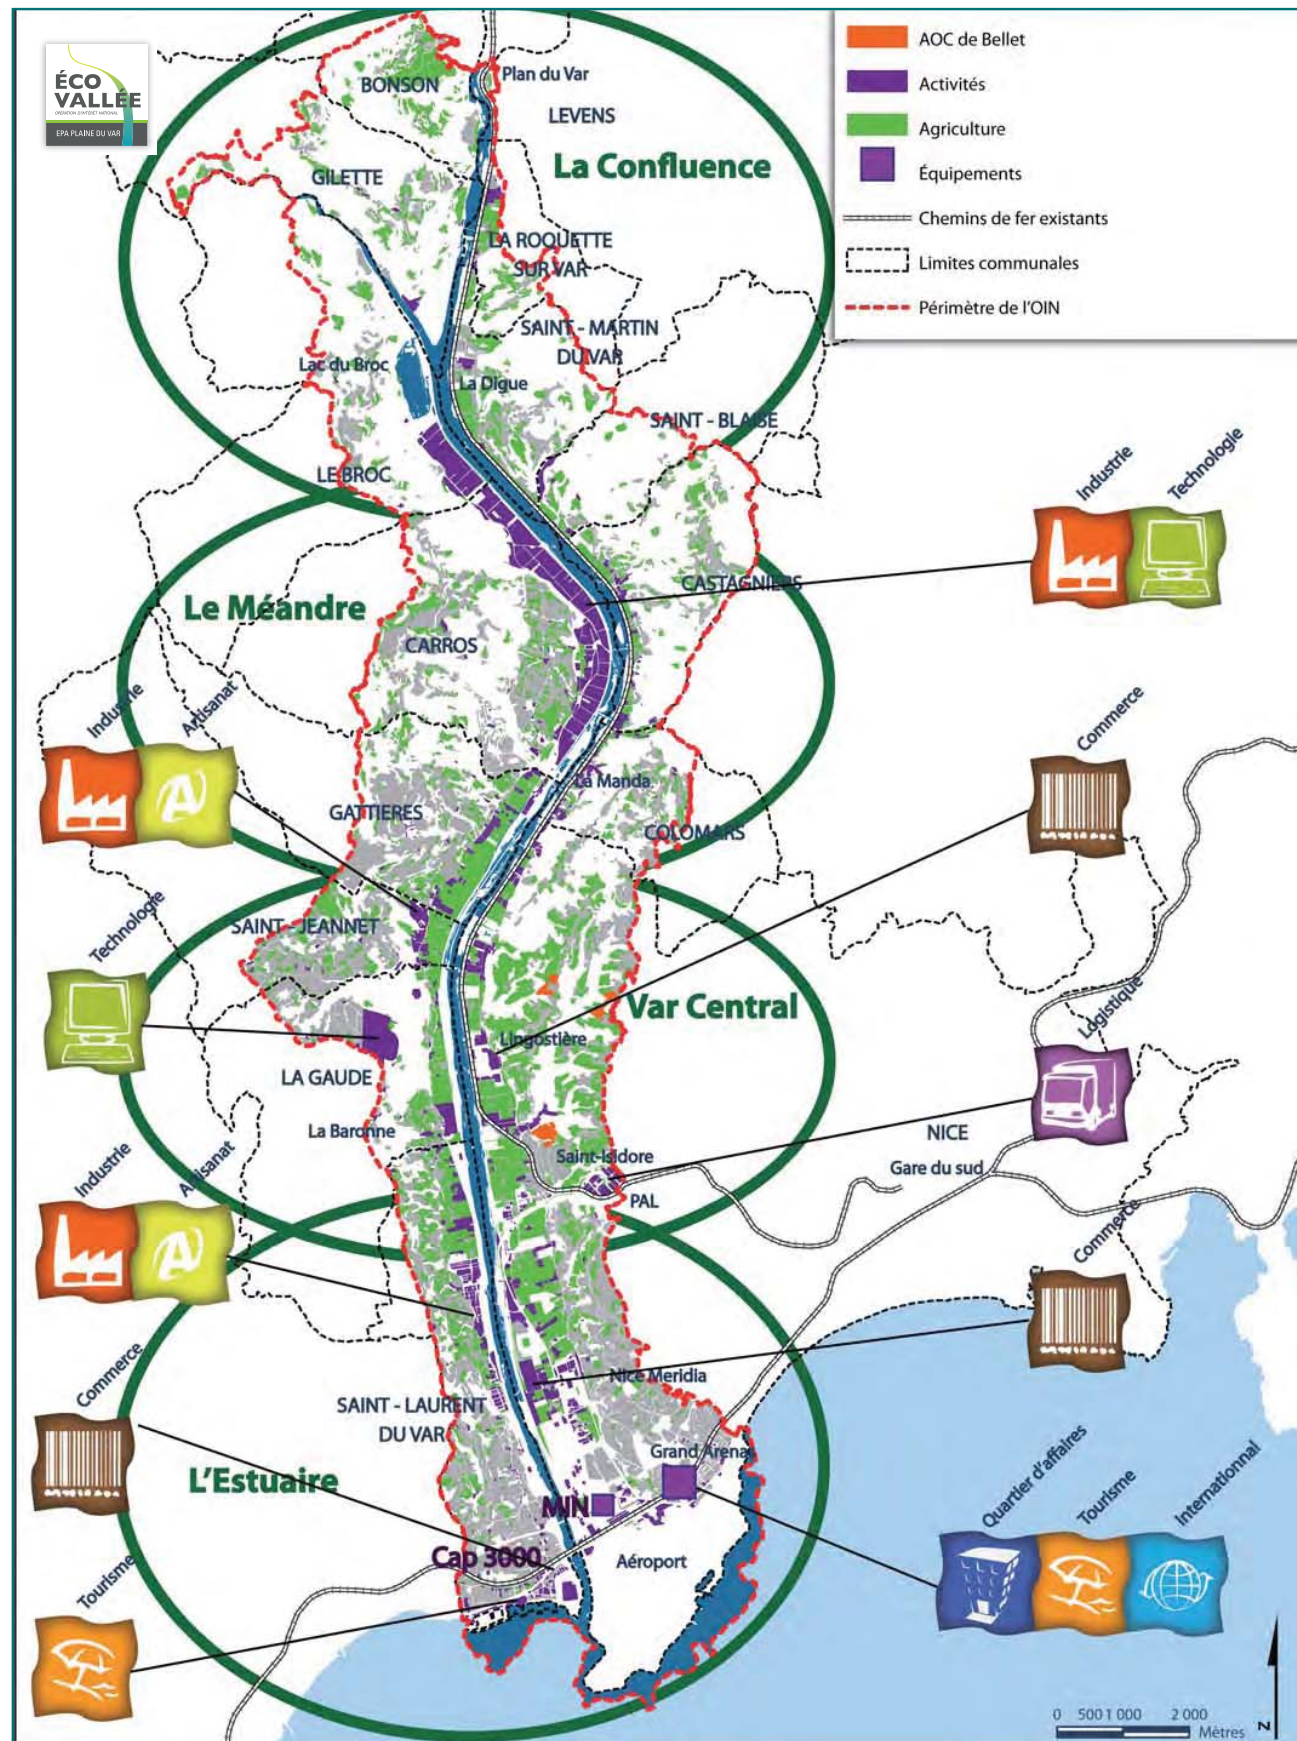 ÉCO
VALLÉE
OPÉRATION D'INTÉRÊT NATIONAL
EPA PLAINE DU VAR
AOC de Bellet
Activités
Agriculture
Équipements
Chemins de fer existants
Limites communales
Périmètre de l'OIN
BONSON
Plan du Var
LEVENS
La Confluence
GILETTE
LA ROQUETTE
SUR VAR
SAINT - MARTIN
DU VAR
Lac du Broc
La Digue
SAINT - BLAISE
LE BROC
Industrie
Technologie
Le Méandre
CASTAGNIERS
CARROS
Industrie
Artisanat
Commerce
La Manda
GATTIERES
COLOMARS
SAINT - JEANNET
Technologie
Var Central
Lingostière
Logistique
LA GAUDE
La Baronne
NICE
Gare du sud
Saint-Isidore
PAL
Industrie
Artisanat
Commerce
Nice Meridia
Commerce
SAINT - LAURENT
DU VAR
Grand Arenas
L'Estuaire
MIN
Quartier d'affaires
Tourisme
Internationnal
Cap 3000
Aéroport
Tourisme
0 500 1 000 2 000
Mètres
N